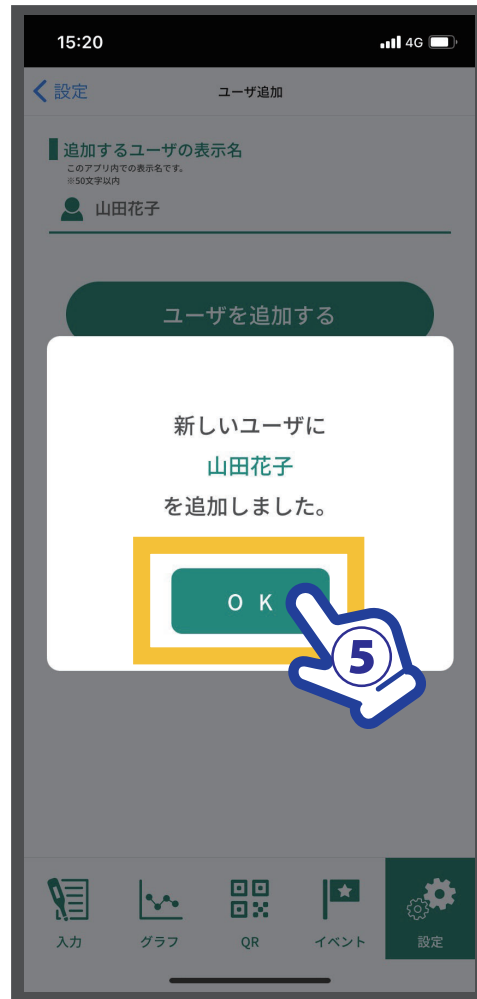 15:20
4G
設定
ユーザ追加
追加するユーザの表示名
このアプリ内での表示名です。
※50文字以内
山田花子
ユーザを追加する
新しいユーザに
山田花子
を追加しました。
O K
5
入力
グラフ
QR
イベント
設定